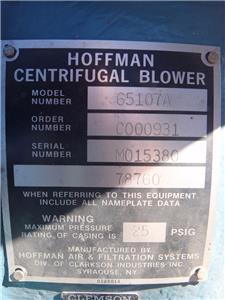 HOFFMAN
CENTRIFUGAL BLOWER
MODEL NUMBER 65107A
ORDER NUMBER C000931
SERIAL NUMBER M015380
78760
WHEN REFERRING TO THIS EQUIPMENT
INCLUDE ALL NAMEPLATE DATA
WARNING
MAXIMUM PRESSURE
RATING OF CASING IS 25 PSIG
MANUFACTURED BY
HOFFMAN AIR & FILTRATION SYSTEMS
DIV. OF CLARKSON INDUSTRIES INC.
SYRACUSE, NY
CLEMSON